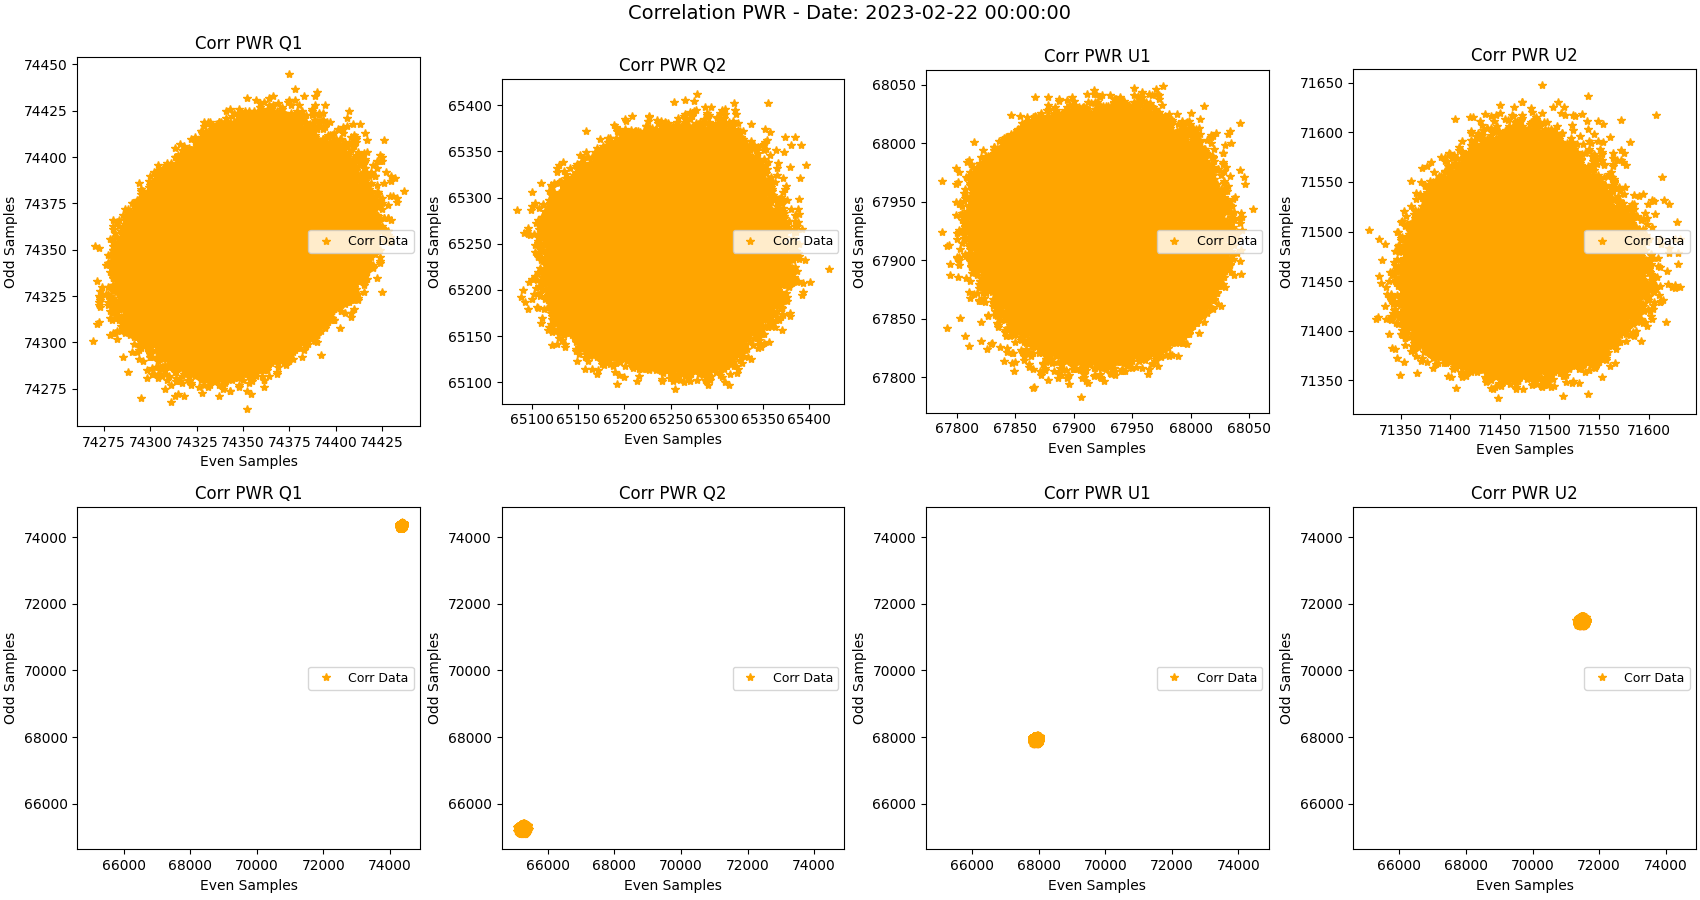 Correlation PWR - Date: 2023-02-22 00:00:00
Corr PWR Q1
74450
74425
74400
74375
74350
74325
74300
74275
Odd Samples
Corr Data
74275 74300 74325 74350 74375 74400 74425
Even Samples
Corr PWR Q2
65400
65350
65300
65250
65200
65150
65100
Odd Samples
Corr Data
65100 65150 65200 65250 65300 65350 65400
Even Samples
Corr PWR U1
68050
68000
67950
67900
67850
67800
Odd Samples
Corr Data
67800 67850 67900 67950 68000 68050
Even Samples
Corr PWR U2
71650
71600
71550
71500
71450
71400
71350
Odd Samples
Corr Data
71350 71400 71450 71500 71550 71600
Even Samples
Corr PWR Q1
74000
72000
70000
68000
66000
Odd Samples
Corr Data
66000 68000 70000 72000 74000
Even Samples
Corr PWR Q2
74000
72000
70000
68000
66000
Odd Samples
Corr Data
66000 68000 70000 72000 74000
Even Samples
Corr PWR U1
74000
72000
70000
68000
66000
Odd Samples
Corr Data
66000 68000 70000 72000 74000
Even Samples
Corr PWR U2
74000
72000
70000
68000
66000
Odd Samples
Corr Data
66000 68000 70000 72000 74000
Even Samples